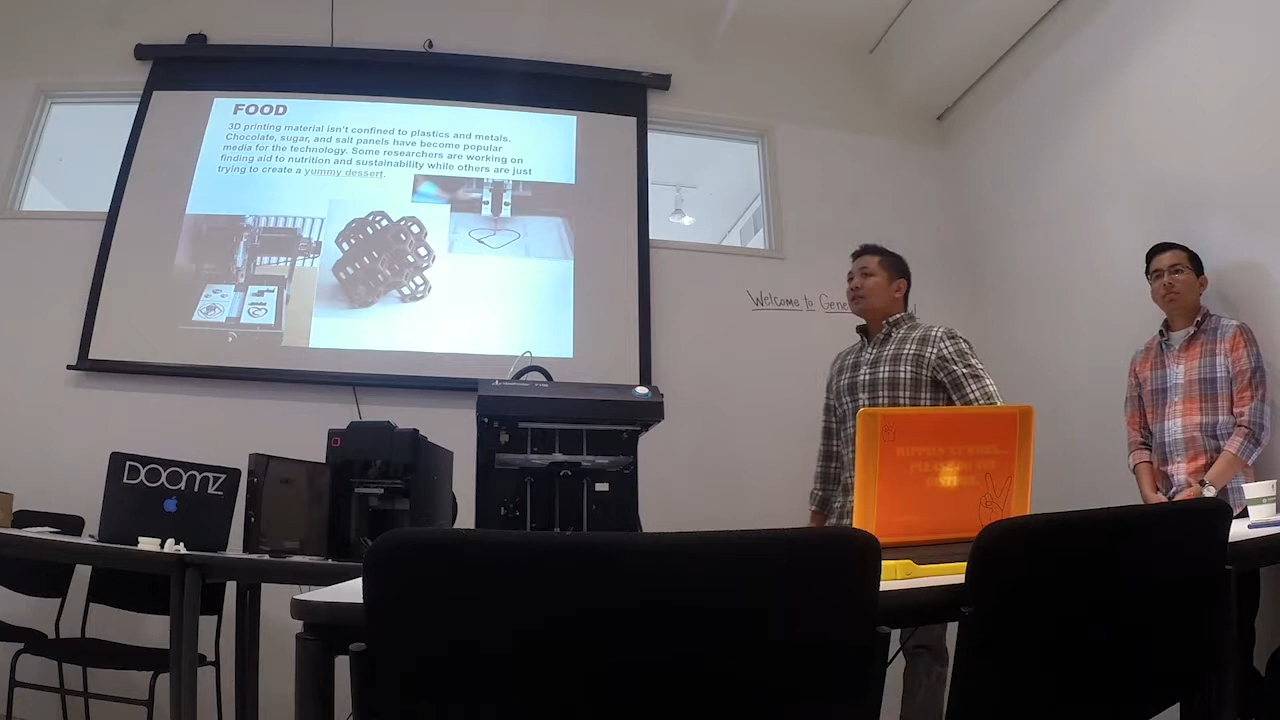 FOOD
3D printing material isn't confined to plastics and metals.
Chocolate, sugar, and salt panels have become popular
media for the technology. Some researchers are working on
finding aid to nutrition and sustainability while others are just
trying to create a yummy dessert.
Welcome to Gene
DOOMZ